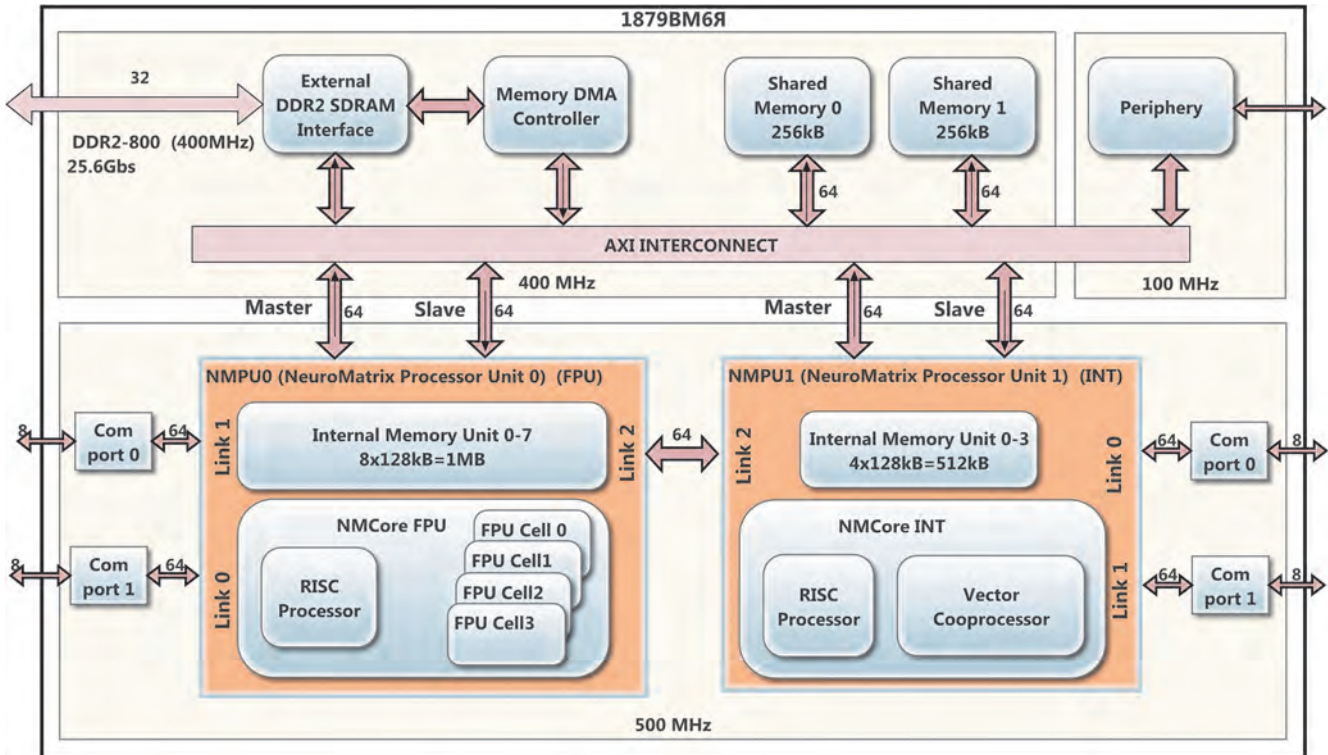 1879ВМ6Я
32
External
DDR2 SDRAM
Interface
Memory DMA
Controller
Shared
Memory 0
256kB
Shared
Memory 1
256kB
Periphery
DDR2-800 (400MHz)
25.6Gbs
64
64
AXI INTERCONNECT
400 MHz
100 MHz
Master
64
Slave
64
Master
64
Slave
64
NMPU0 (NeuroMatrix Processor Unit 0) (FPU)
NMPU1 (NeuroMatrix Processor Unit 1) (INT)
8
Com
port 0
64
Link 1
Internal Memory Unit 0-7
8x128kB=1MB
Link 2
64
Link 2
Internal Memory Unit 0-3
4x128kB=512kB
Link 0
64
Com
port 0
8
8
Com
port 1
64
Link 0
NMCore FPU
RISC
Processor
FPU Cell 0
FPU Cell1
FPU Cell2
FPU Cell3
NMCore INT
RISC
Processor
Vector
Cooprocessor
Link 1
64
Com
port 1
8
500 MHz